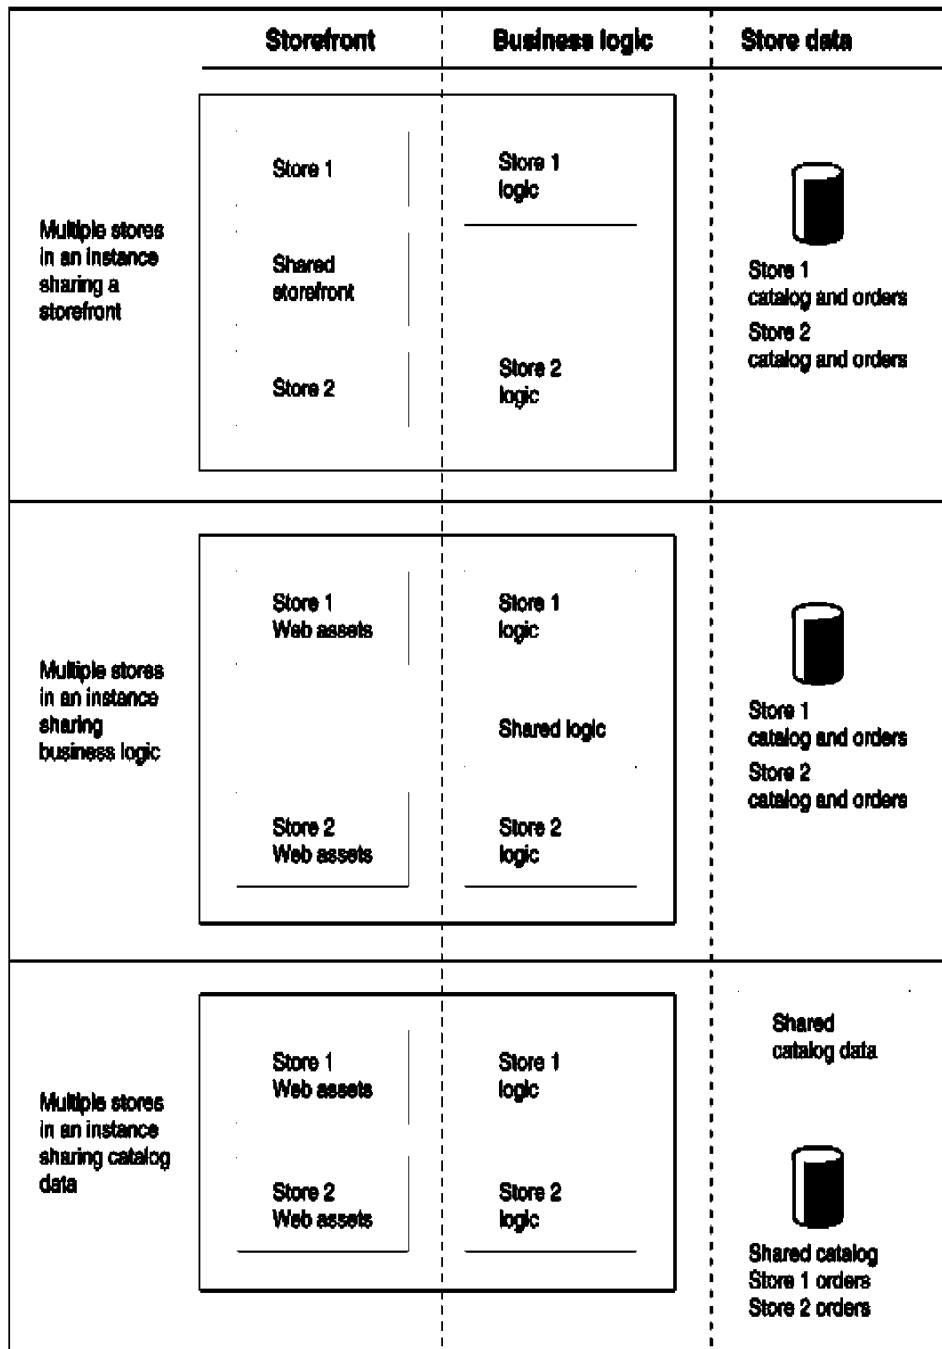 Storefront
Business logic
Store data
Multiple stores
in an instance
sharing a
storefront
Store 1
Shared
storefront
Store 2
Store 1
logic
Store 2
logic
Store 1
catalog and orders
Store 2
catalog and orders
Multiple stores
in an instance
sharing
business logic
Store 1
Web assets
Store 2
Web assets
Store 1
logic
Shared logic
Store 2
logic
Store 1
catalog and orders
Store 2
catalog and orders
Multiple stores
in an instance
sharing catalog
data
Store 1
Web assets
Store 2
Web assets
Store 1
logic
Store 2
logic
Shared
catalog data
Shared catalog
Store 1 orders
Store 2 orders